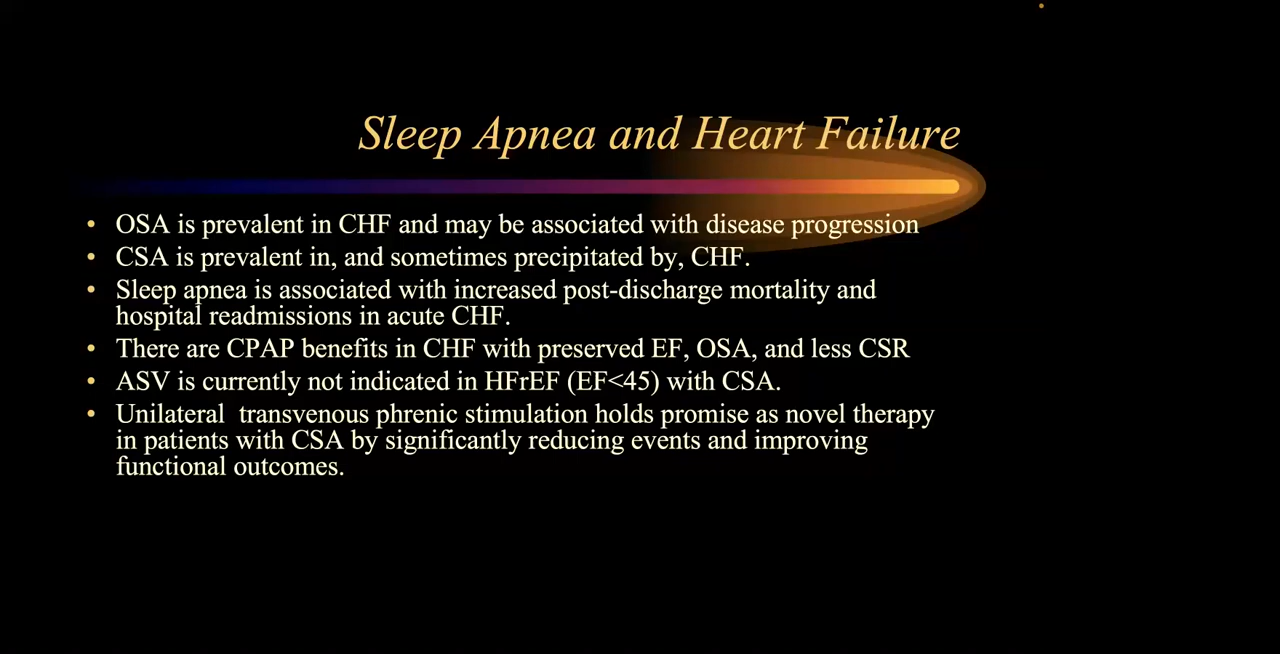 Sleep Apnea and Heart Failure
• OSA is prevalent in CHF and may be associated with disease progression
• CSA is prevalent in, and sometimes precipitated by, CHF.
• Sleep apnea is associated with increased post-discharge mortality and
hospital readmissions in acute CHF.
• There are CPAP benefits in CHF with preserved EF, OSA, and less CSR
• ASV is currently not indicated in HFrEF (EF<45) with CSA.
• Unilateral  transvenous phrenic stimulation holds promise as novel therapy
in patients with CSA by significantly reducing events and improving
functional outcomes.